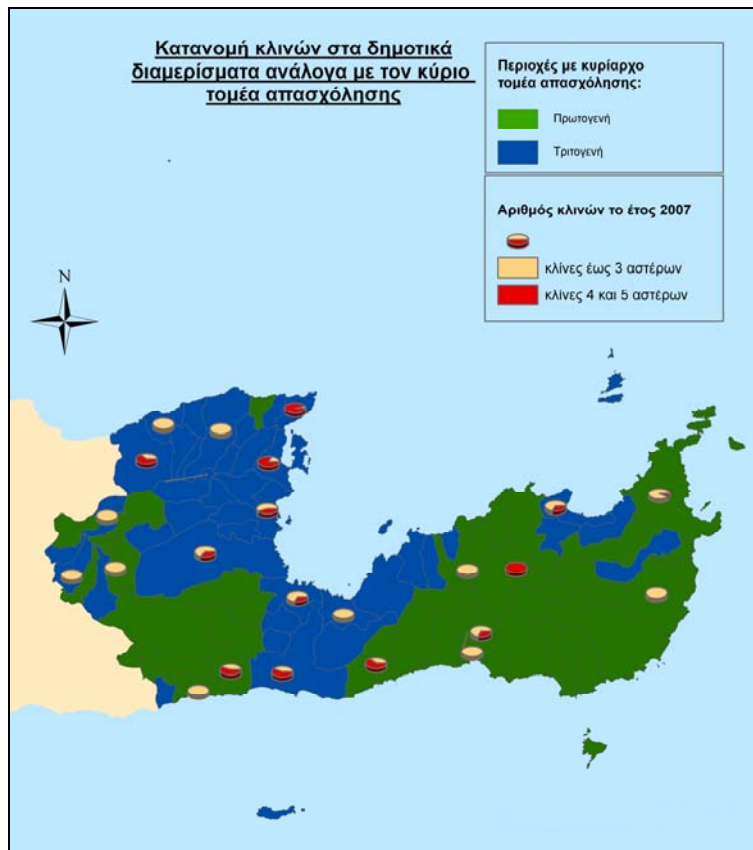 Κατανομή κλινών στα δημοτικά
διαμερίσματα ανάλογα με τον κύριο
τομέα απασχόλησης
Περιοχές με κυρίαρχο
τομέα απασχόλησης:
Πρωτογενή
Τριτογενή
Αριθμός κλινών το έτος 2007
κλίνες έως 3 αστέρων
κλίνες 4 και 5 αστέρων
N